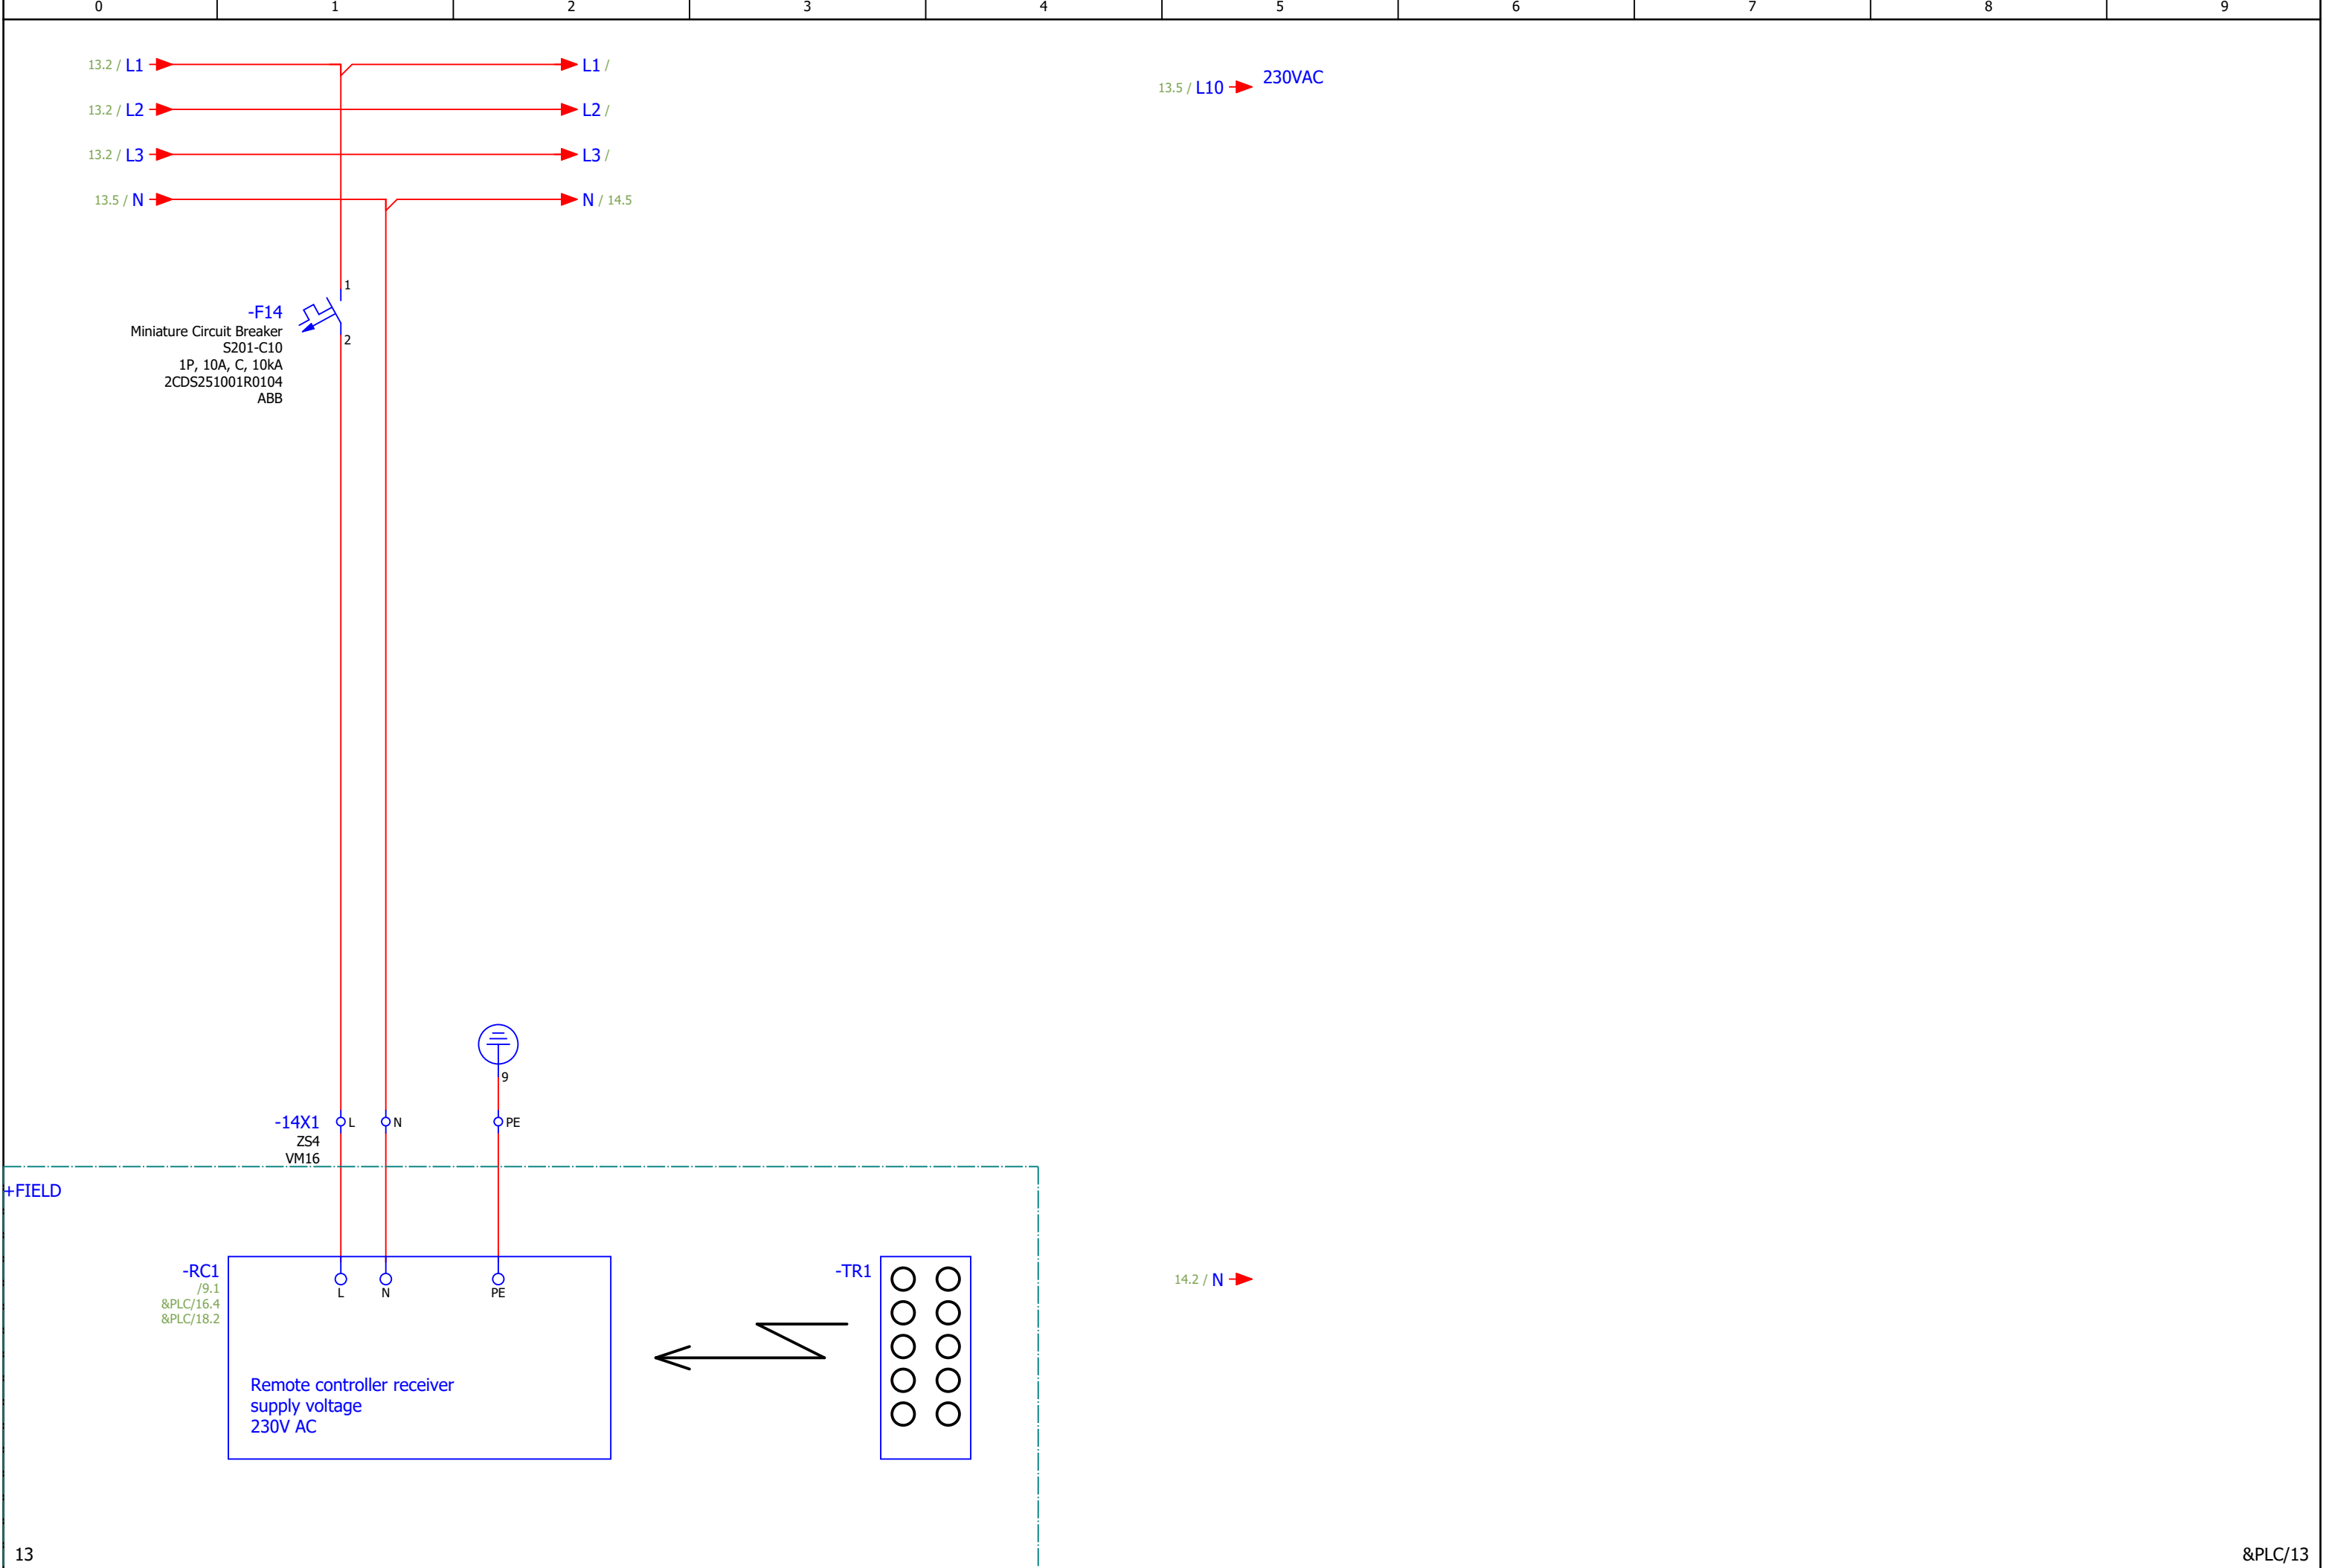 0 1 2 3 4 5 6 7 8 9
13.2 / L1 L1 /
13.5 / L10 230VAC
13.2 / L2 L2 /
13.2 / L3 L3 /
13.5 / N N / 14.5
1
-F14
Miniature Circuit Breaker
2
S201-C10
1P, 10A, C, 10kA
2CDS251001R0104
ABB
9
-14X1 L N PE
ZS4
VM16
+FIELD
-RC1
/9.1
&PLC/16.4
&PLC/18.2
L N PE
-TR1
14.2 / N
Remote controller receiver
supply voltage
230V AC
13
&PLC/13